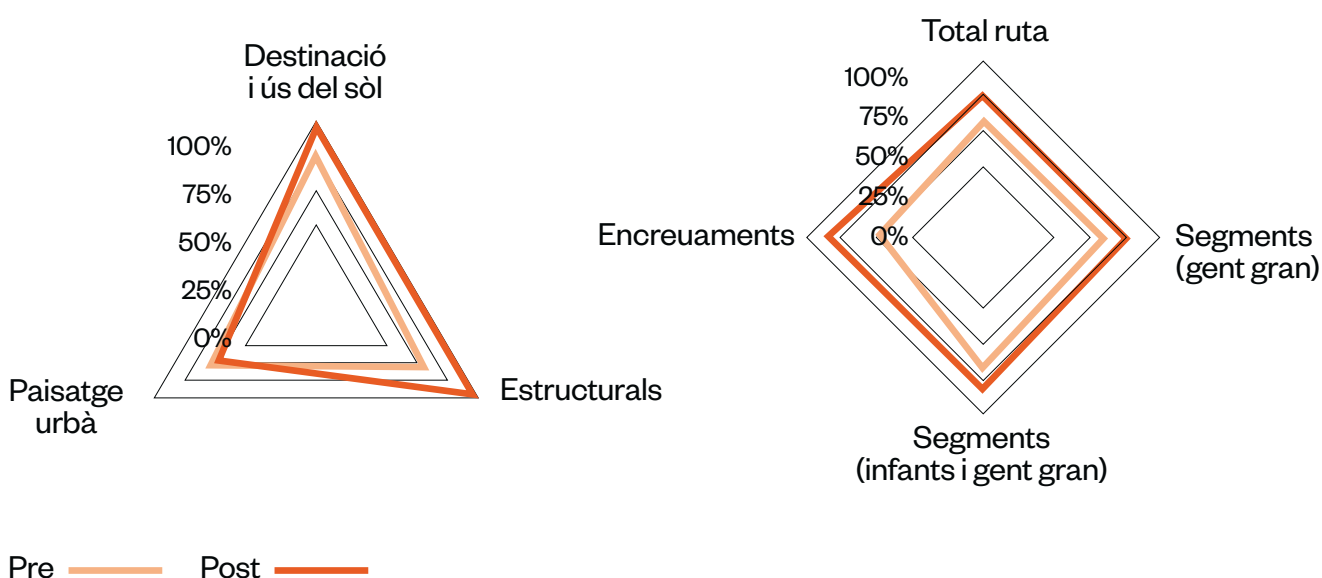 Destinació
i ús del sòl
100%
75%
50%
25%
0%
Paisatge
urbà
Estructurals
Total ruta
100%
75%
50%
25%
0%
Encreuaments
Segments
(gent gran)
Segments
(infants i gent gran)
Pre
Post